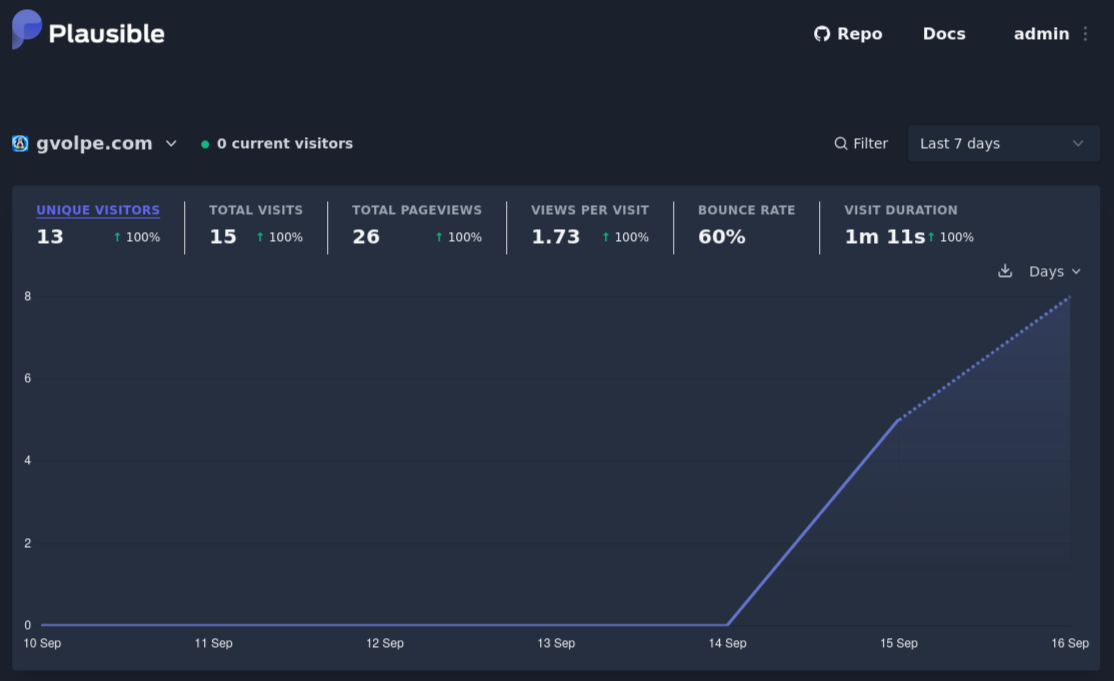 Plausible
Repo Docs admin
gvolpe.com 0 current visitors Filter Last 7 days
UNIQUE VISITORS TOTAL VISITS TOTAL PAGEVIEWS VIEWS PER VISIT BOUNCE RATE VISIT DURATION
13 ↑ 100% 15 ↑ 100% 26 ↑ 100% 1.73 ↑ 100% 60% 1m 11s ↑ 100%
Days
8
6
4
2
0
10 Sep 11 Sep 12 Sep 13 Sep 14 Sep 15 Sep 16 Sep